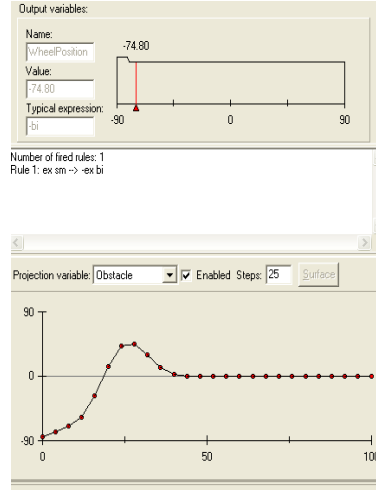 Output variables:
Name:
WheelPosition
Value:
-74.80
Typical expression:
-bi
-74.80
-90 0 90
Number of fired rules: 1
Rule 1: ex sm --> -ex bi
Projection variable: Obstacle Enabled Steps: 25 Surface
90
0
-90
0 50 100